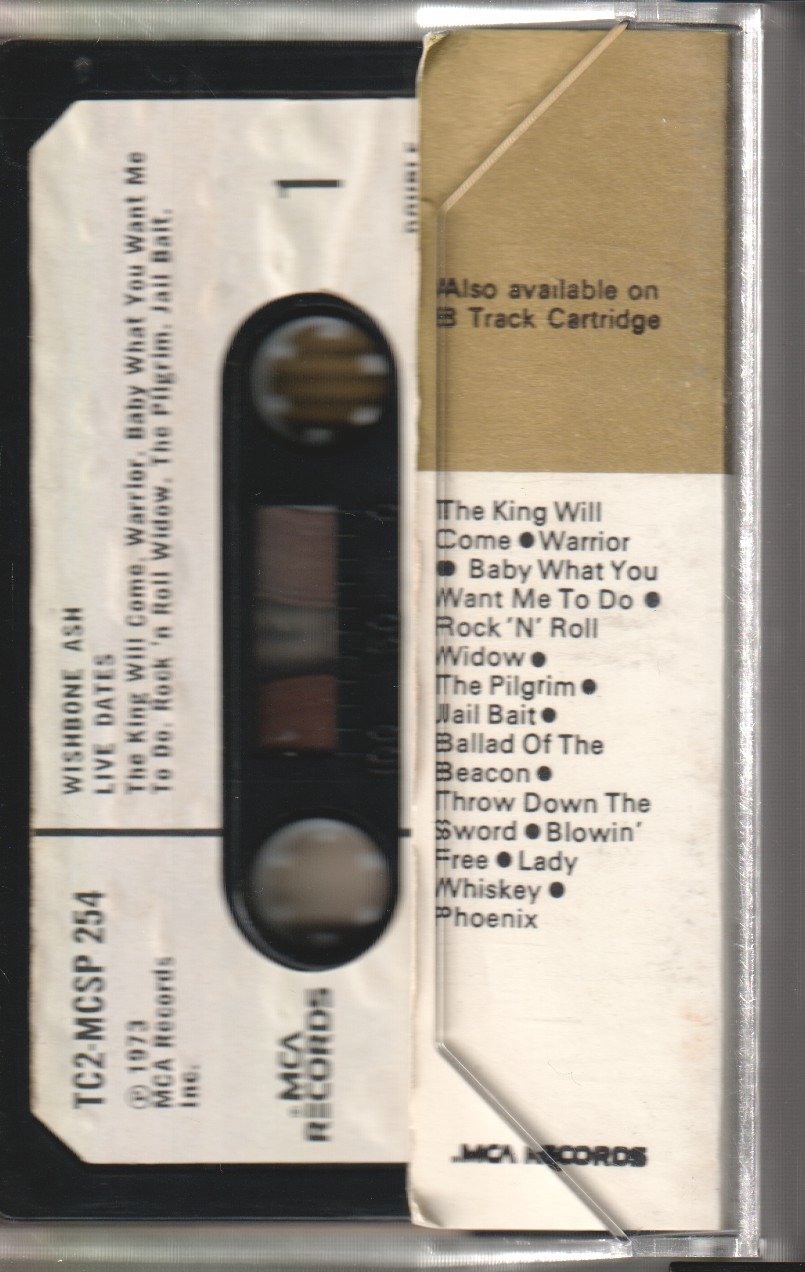 WISHBONE ASH
LIVE DATES
The King Will Come. Warrior. Baby What You Want Me
To Do. Rock 'n Roll Widow. The Pilgrim. Jail Bait.
1
TC2-MCSP 254
Ⓟ 1973
MCA Records
Inc.
MCA
RECORDS
Also available on
8 Track Cartridge
The King Will
Come ● Warrior
● Baby What You
Want Me To Do ●
Rock 'N' Roll
Widow ●
The Pilgrim ●
Jail Bait ●
Ballad Of The
Beacon ●
Throw Down The
Sword ● Blowin'
Free ● Lady
Whiskey ●
Phoenix
MCA RECORDS